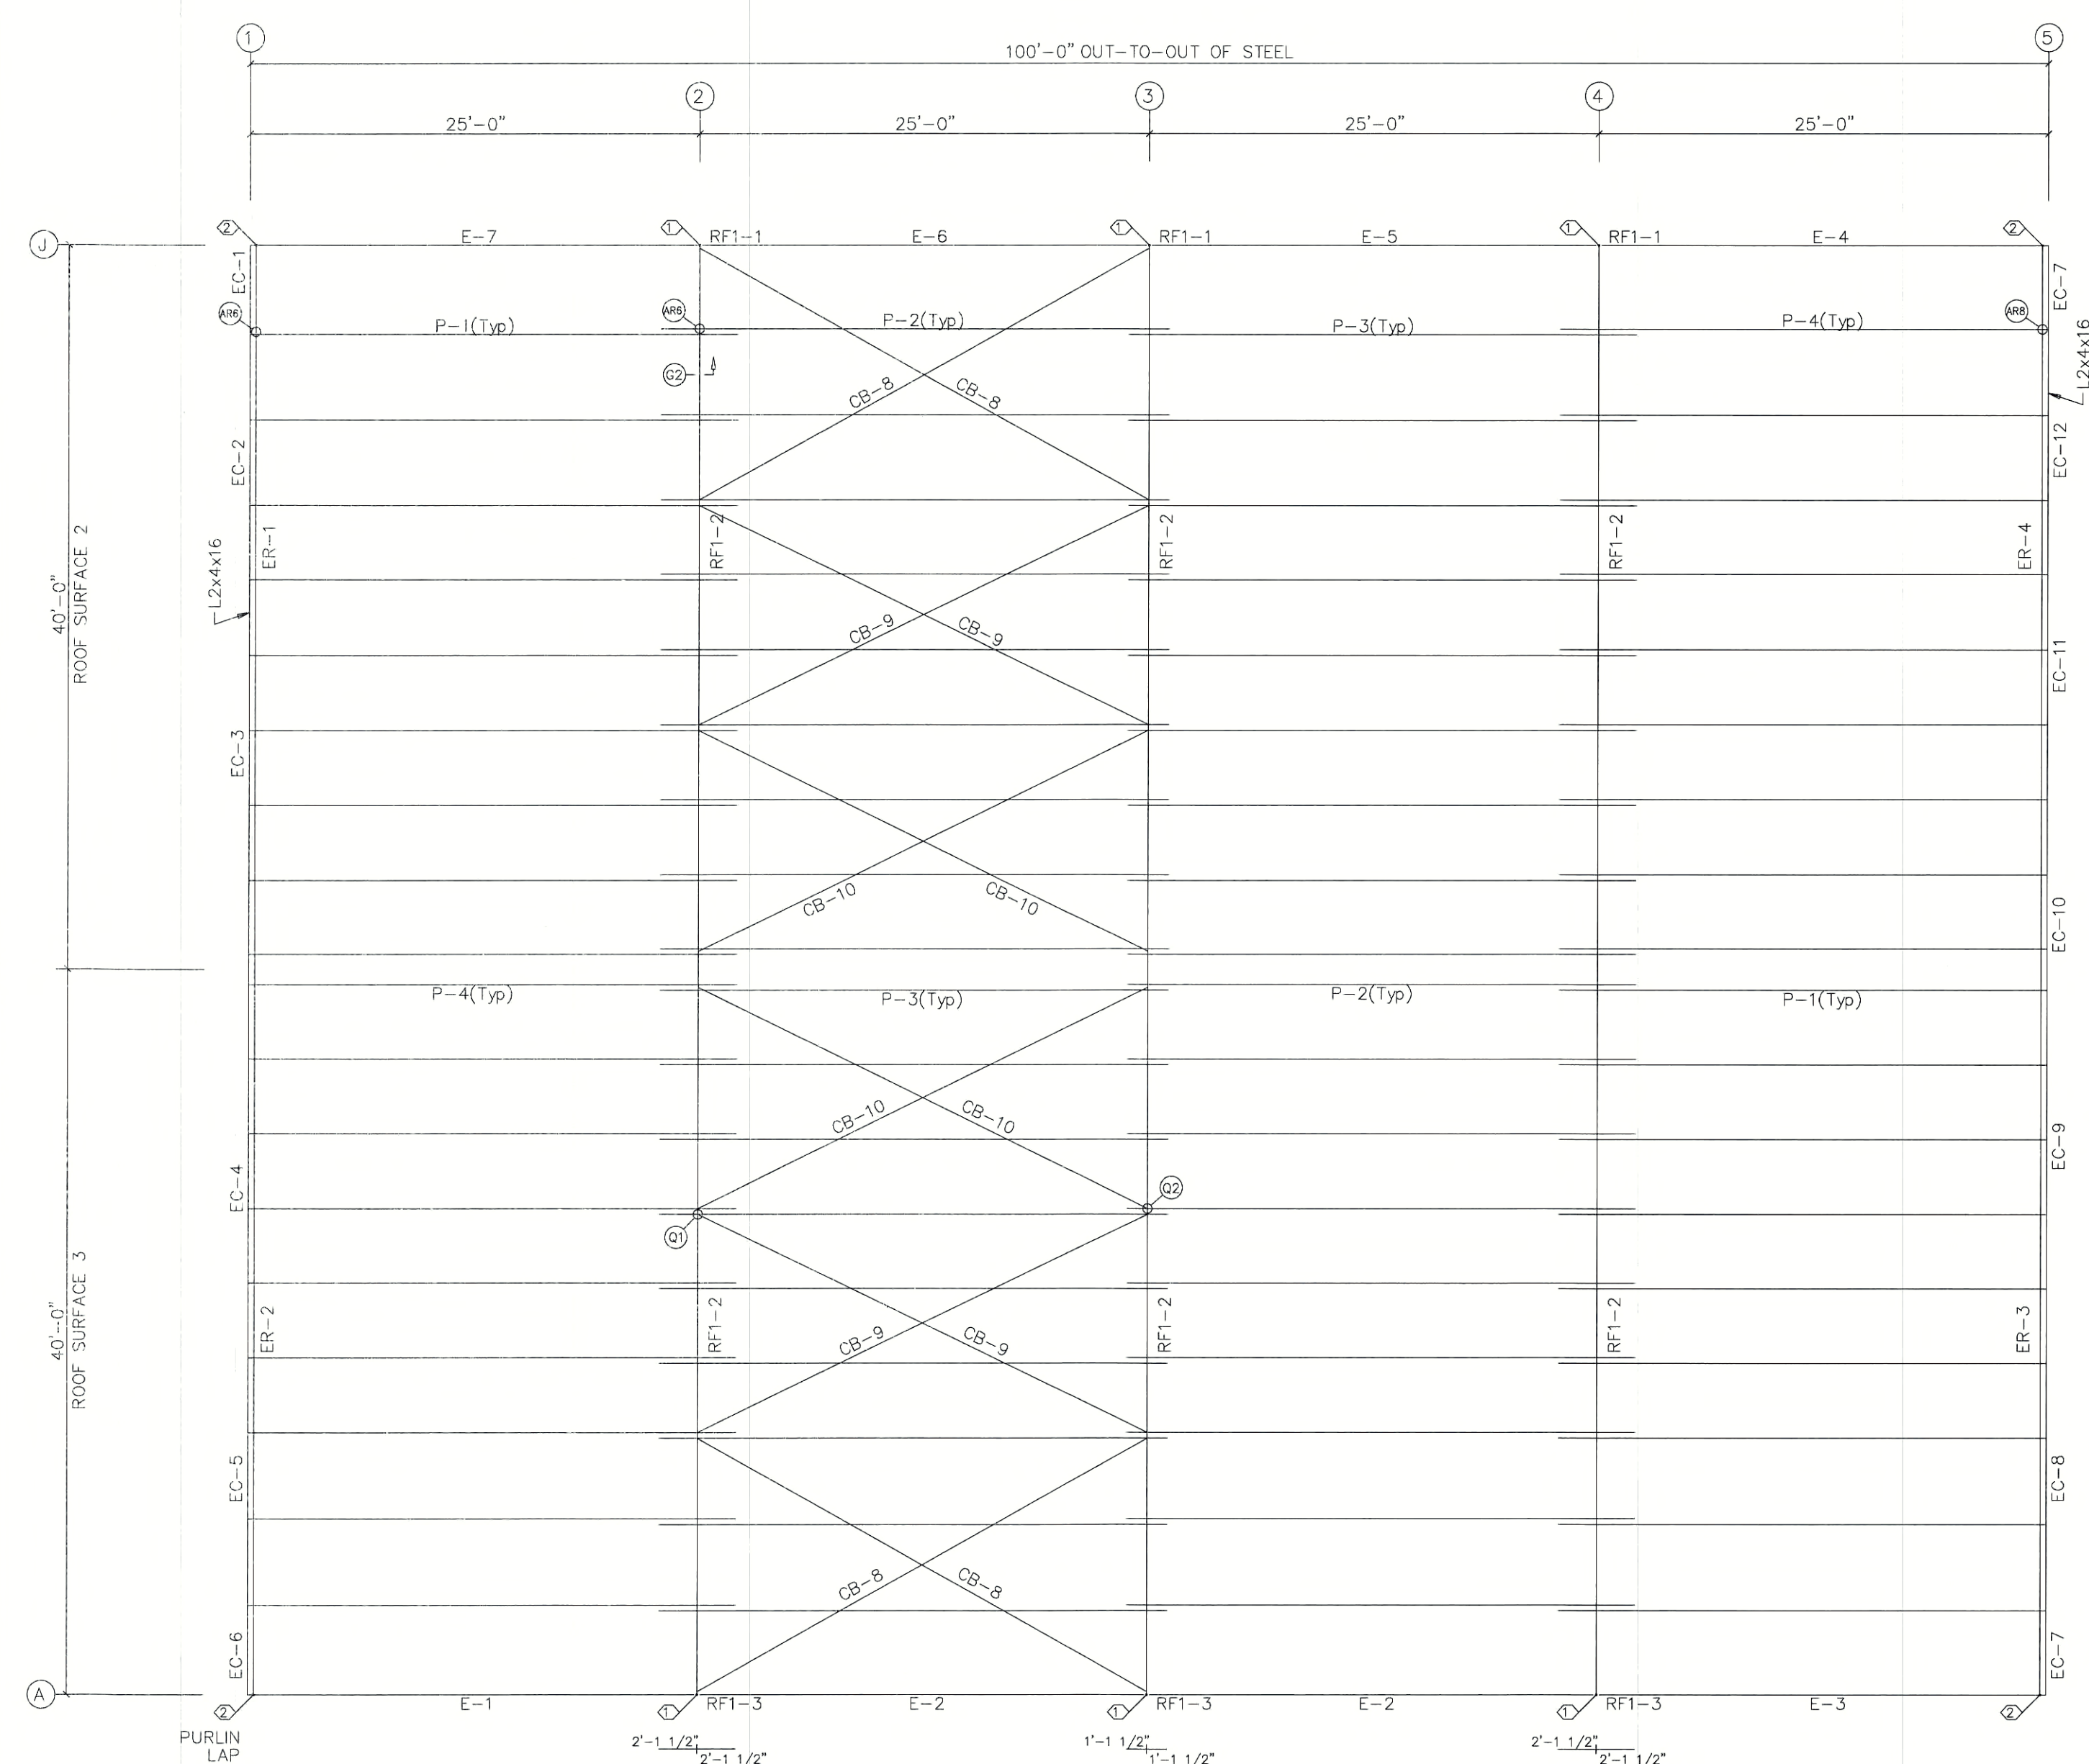 1
5
100'-0" OUT-TO-OUT OF STEEL
2
3
4
25'-0"
25'-0"
25'-0"
25'-0"
J
2
1
1
1
2
E-7
RF1-1
E-6
RF1-1
E-5
RF1-1
E-4
EC-1
EC-7
AR6
AR6
AR8
P-1(Typ)
P-2(Typ)
P-3(Typ)
P-4(Typ)
L2x4x16
G2
CB-8
CB-8
EC-2
EC-12
40'-0"
ROOF SURFACE 2
L2x4x16
ER-1
RF1-2
RF1-2
RF1-2
ER-4
CB-9
CB-9
EC-11
EC-3
CB-10
CB-10
EC-10
P-4(Typ)
P-3(Typ)
P-2(Typ)
P-1(Typ)
CB-10
CB-10
EC-9
EC-4
Q2
Q1
40'-0"
ROOF SURFACE 3
ER-2
RF1-2
RF1-2
RF1-2
ER-3
CB-9
CB-9
EC-5
EC-8
CB-8
CB-8
EC-6
EC-7
A
2
1
1
1
2
E-1
RF1-3
E-2
RF1-3
E-2
RF1-3
E-3
PURLIN
LAP
2'-1 1/2"
2'-1 1/2"
1'-1 1/2"
1'-1 1/2"
2'-1 1/2"
2'-1 1/2"